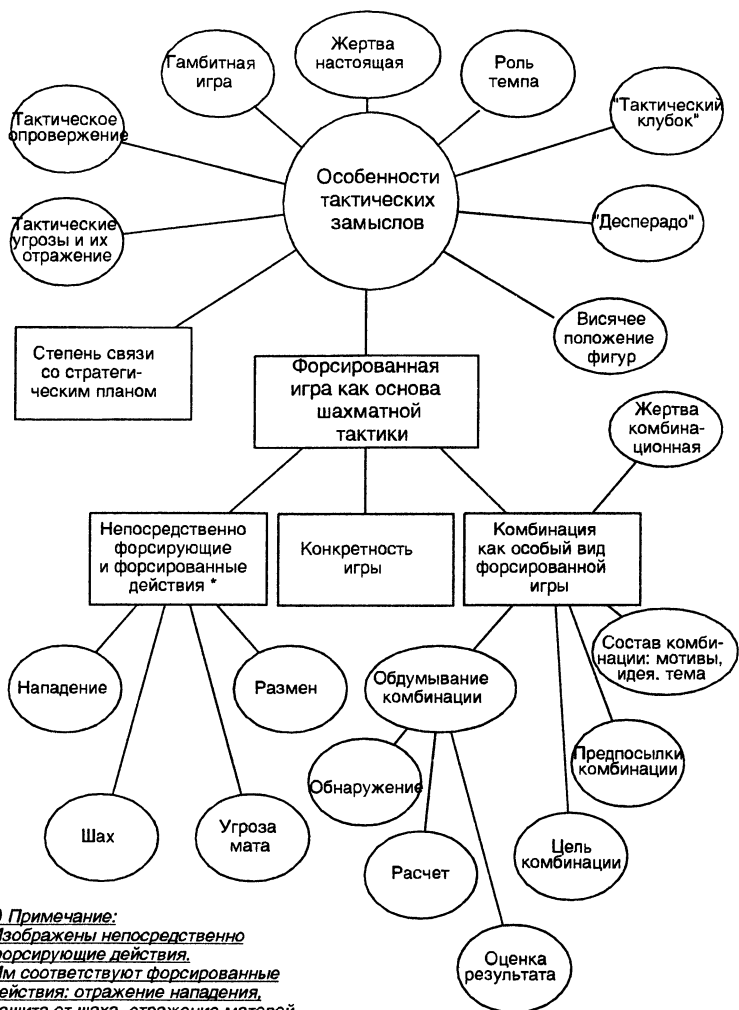 Жертва
настоящая
Гамбитная
игра
Роль
темпа
Тактическое
опровержение
"Тактический
клубок"
Особенности
тактических
замыслов
Тактические
угрозы и их
отражение
"Десперадо"
Висячее
положение
фигур
Степень связи
со стратеги-
ческим планом
Форсированная
игра как основа
шахматной
тактики
Жертва
комбина-
ционная
Непосредственно
форсирующие
и форсированные
действия *
Конкретность
игры
Комбинация
как особый вид
форсированной
игры
Состав комби-
нации: мотивы,
идея. тема
Нападение
Размен
Обдумывание
комбинации
Предпосылки
комбинации
Обнаружение
Шах
Угроза
мата
Расчет
Цель
комбинации
Оценка
результата
) Примечание:
Изображены непосредственно
форсирующие действия.
Им соответствуют форсированные
действия: отражение нападения,